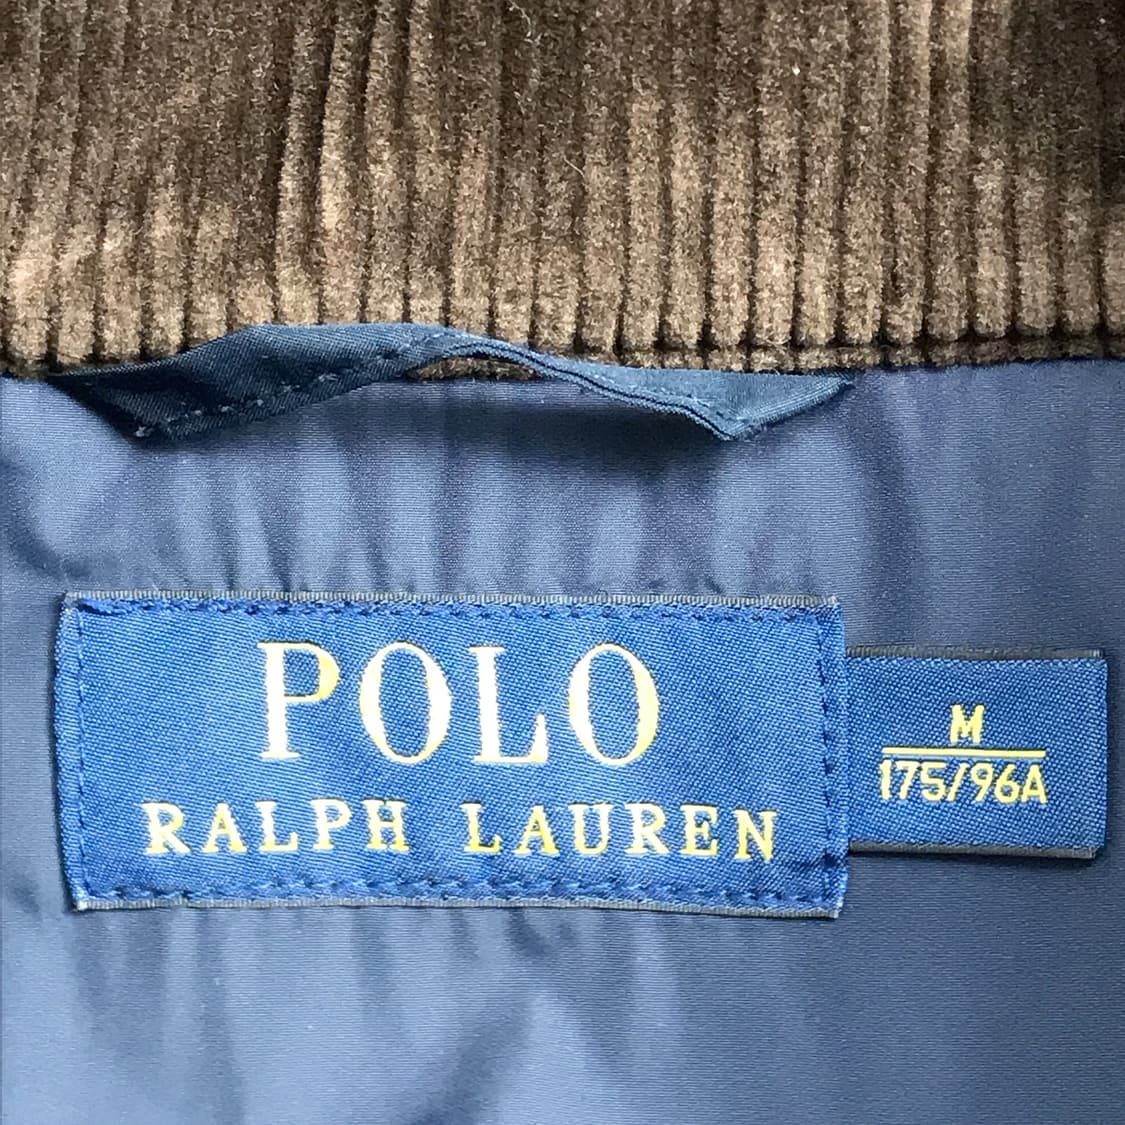 POLO
RALPH LAUREN
M
175/96A